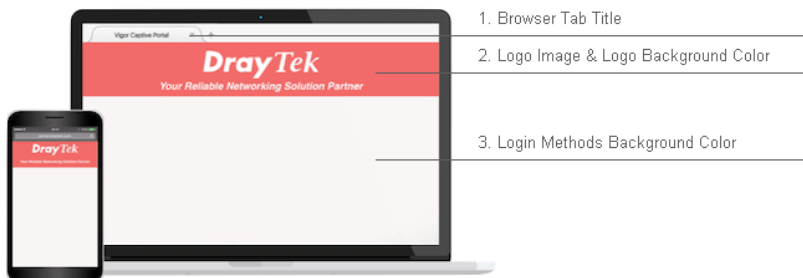 1. Browser Tab Title
Vigor Captive Portal
2. Logo Image & Logo Background Color
DrayTek
Your Reliable Networking Solution Partner
3. Login Methods Background Color
DrayTek
Your Reliable Networking Solution Partner